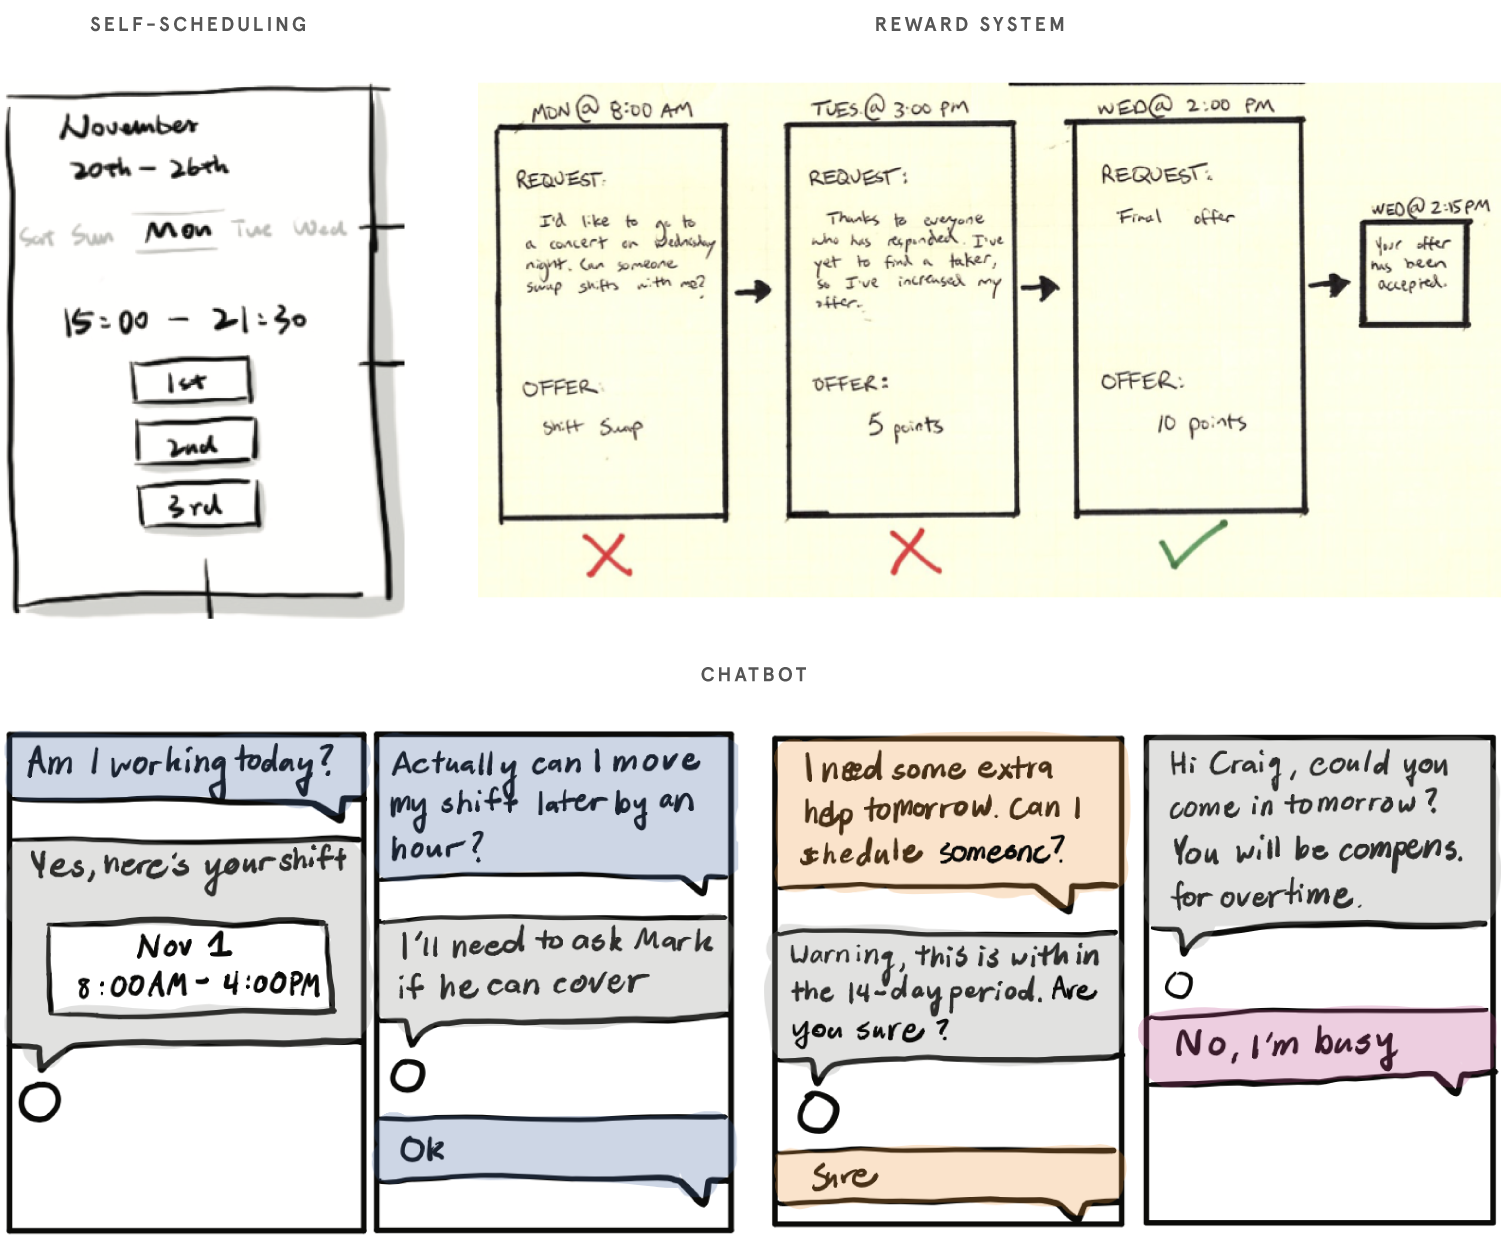 SELF-SCHEDULING
November
20th – 26th
Sat Sun Mon Tue Wed
15:00 – 21:30
1st
2nd
3rd
REWARD SYSTEM
MON @ 8:00 AM
REQUEST:
I'd like to go to
a concert on Wednesday
night. Can someone
swap shifts with me?
OFFER:
Shift Swap
TUES.@ 3:00 PM
REQUEST:
Thanks to everyone
who has responded. I've
yet to find a taker,
so I've increased my
offer.
OFFER:
5 points
WED@ 2:00 PM
REQUEST:
Final offer
OFFER:
10 points
WED@ 2:15PM
Your offer
has been
accepted.
CHATBOT
Am I working today?
Yes, here's your shift
Nov 1
8:00AM – 4:00PM
Actually can I move
my shift later by an
hour?
I'll need to ask Mark
if he can cover
Ok
I need some extra
help tomorrow. Can I
shedule someone?
Warning, this is with in
the 14-day period. Are
you sure?
Sure
Hi Craig, could you
come in tomorrow?
You will be compens.
for overtime.
No, I'm busy